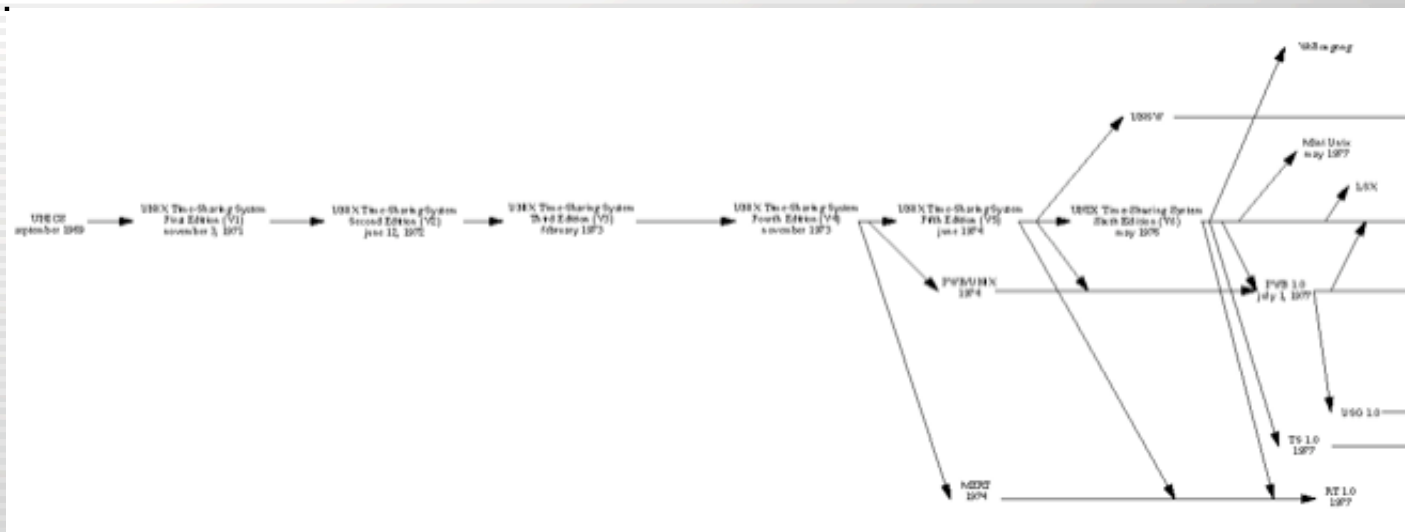 UNICS
september 1969
UNIX Time-Sharing System
First Edition (V1)
november 3, 1971
UNIX Time-Sharing System
Second Edition (V2)
june 12, 1972
UNIX Time-Sharing System
Third Edition (V3)
february 1973
UNIX Time-Sharing System
Fourth Edition (V4)
november 1973
UNIX Time-Sharing System
Fifth Edition (V5)
june 1974
UNIX Time-Sharing System
Sixth Edition (V6)
may 1975
Wollongong
UNSW
Mini Unix
may 1977
LSX
PWB/UNIX
1974
PWB 1.0
july 1, 1977
USG 1.0
TS 1.0
1977
MERT
1974
RT 1.0
1977